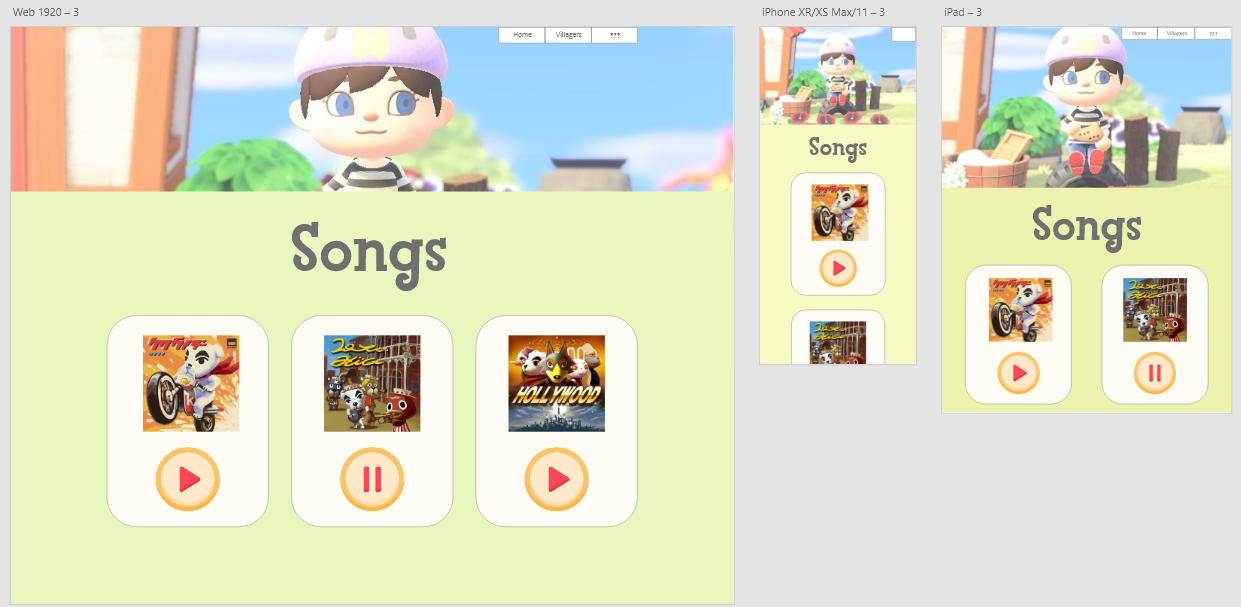 Web 1920 – 3
Home
Villagers
???
Songs
HOLLYWOOD
iPhone XR/XS Max/11 – 3
Songs
iPad – 3
Home
Villagers
???
Songs